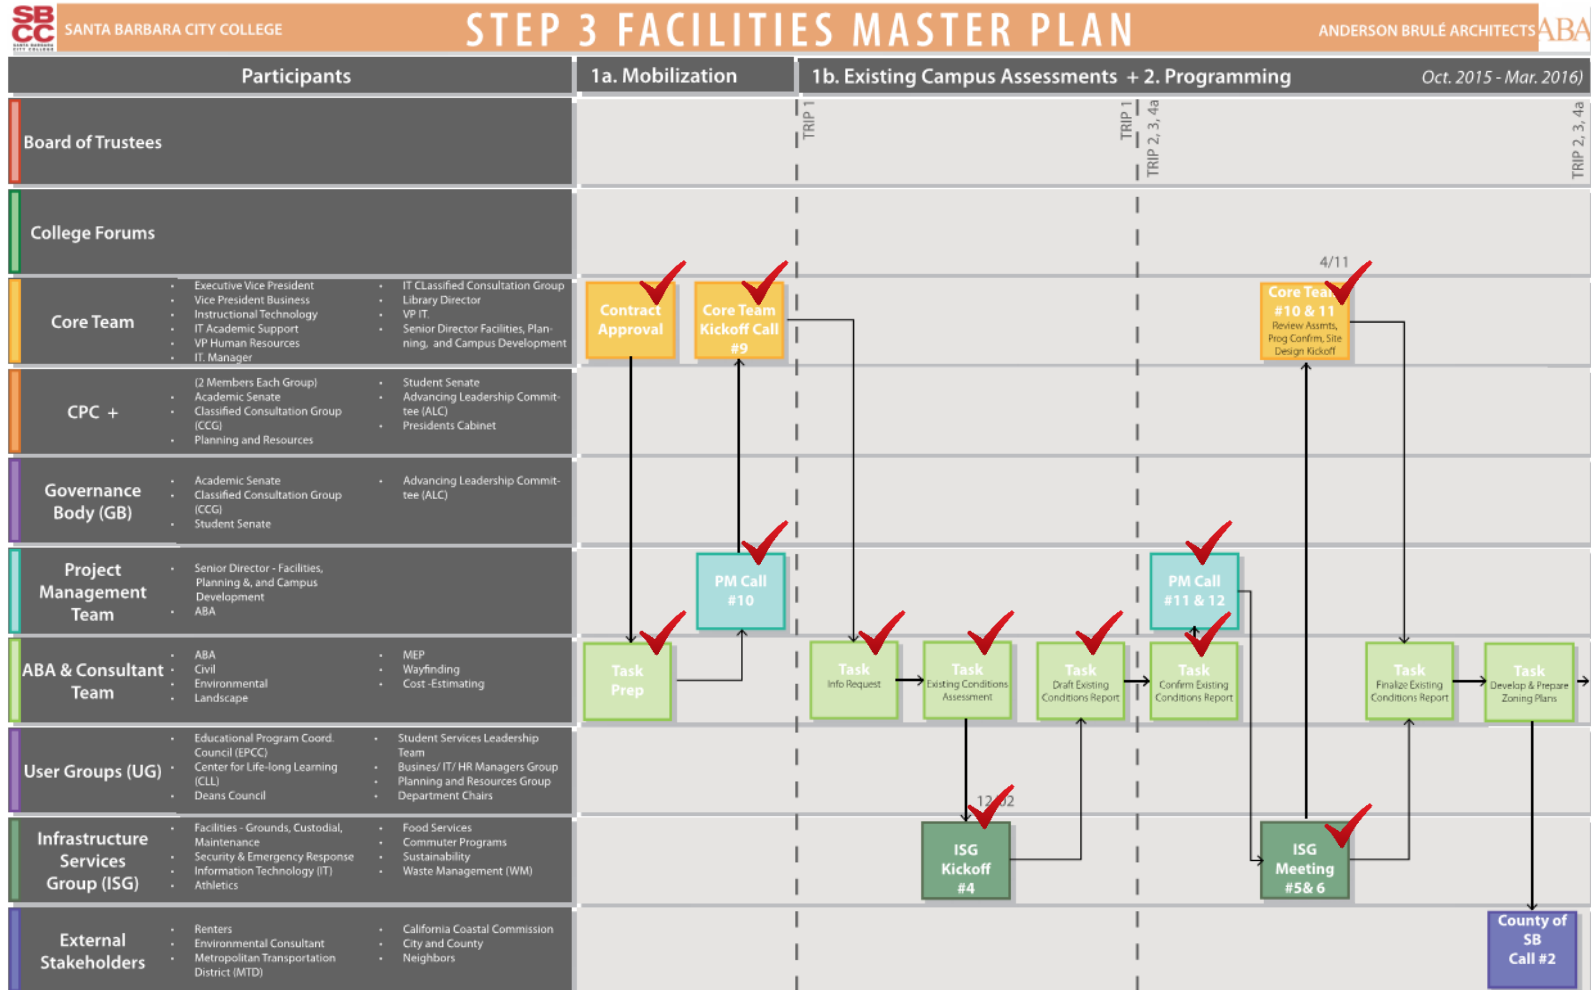 SB
CC
SANTA BARBARA
CITY COLLEGE
SANTA BARBARA CITY COLLEGE
STEP 3 FACILITIES MASTER PLAN
ANDERSON BRULÉ ARCHITECTS
ABA
Participants
1a. Mobilization
1b. Existing Campus Assessments + 2. Programming
Oct. 2015 - Mar. 2016)
TRIP 1
TRIP 1
TRIP 2, 3, 4a
TRIP 2, 3, 4a
Board of Trustees
College Forums
Core Team
• Executive Vice President
• Vice President Business
• Instructional Technology
• IT Academic Support
• VP Human Resources
• IT. Manager
• IT CLassified Consultation Group
• Library Director
• VP IT.
• Senior Director Facilities, Plan-
ning, and Campus Development
Contract
Approval
Core Team
Kickoff Call
#9
4/11
Core
#10 & 11
Review Assmts,
Prog Confirm, Site
Design Kickoff
CPC +
(2 Members Each Group)
• Academic Senate
• Classified Consultation Group
(CCG)
• Planning and Resources
• Student Senate
• Advancing Leadership Commit-
tee (ALC)
• Presidents Cabinet
Governance
Body (GB)
• Academic Senate
• Classified Consultation Group
(CCG)
• Student Senate
• Advancing Leadership Commit-
tee (ALC)
Project
Management
Team
• Senior Director - Facilities,
Planning &, and Campus
Development
• ABA
PM Call
#10
PM Call
#11 & 12
ABA & Consultant
Team
• ABA
• Civil
• Environmental
• Landscape
• MEP
• Wayfinding
• Cost -Estimating
Task
Prep
Task
Info Request
Task
Existing Conditions
Assessment
Task
Draft Existing
Conditions Report
Task
Confirm Existing
Conditions Report
Task
Finalize Existing
Conditions Report
Task
Develop & Prepare
Zoning Plans
User Groups (UG)
• Educational Program Coord.
Council (EPCC)
• Center for Life-long Learning
(CLL)
• Deans Council
• Student Services Leadership
Team
• Busines/ IT/ HR Managers Group
• Planning and Resources Group
• Department Chairs
12/02
Infrastructure
Services
Group (ISG)
• Facilities - Grounds, Custodial,
Maintenance
• Security & Emergency Response
• Information Technology (IT)
• Athletics
• Food Services
• Commuter Programs
• Sustainability
• Waste Management (WM)
ISG
Kickoff
#4
ISG
Meeting
#5& 6
External
Stakeholders
• Renters
• Environmental Consultant
• Metropolitan Transportation
District (MTD)
• California Coastal Commission
• City and County
• Neighbors
County of
SB
Call #2